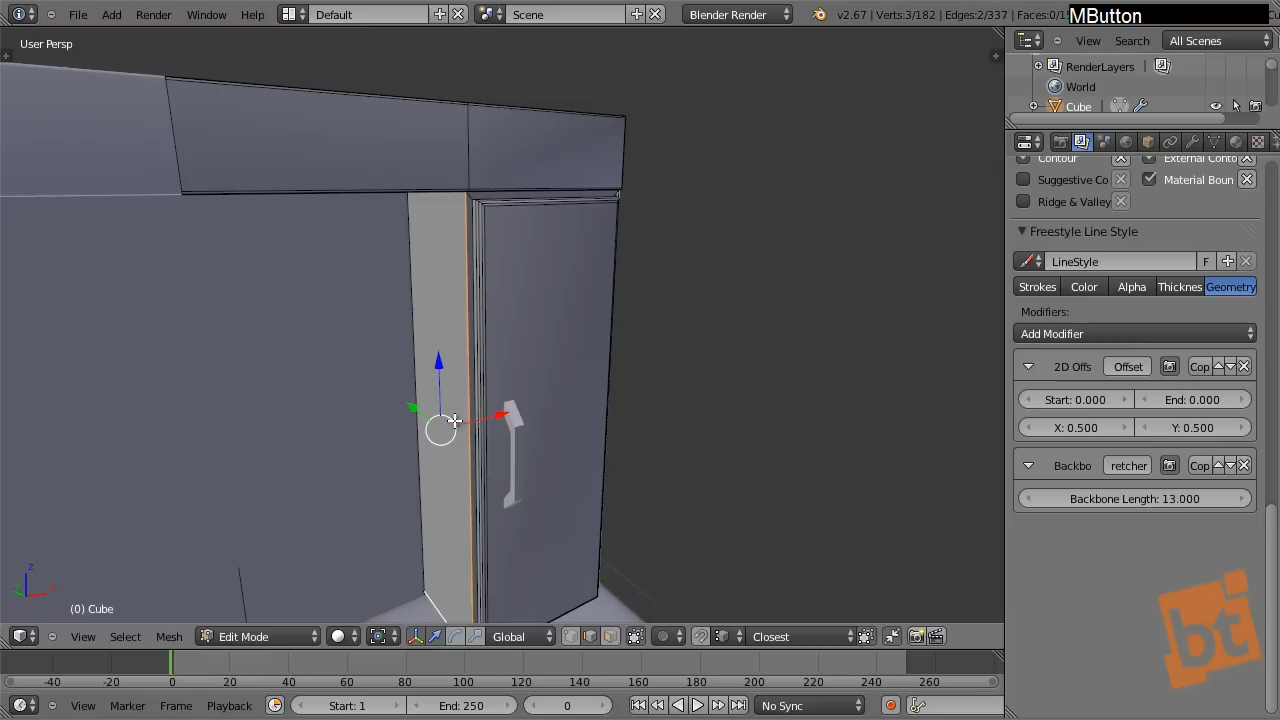 File Add Render Window Help Default Scene Blender Render v2.67 | Verts:3/182 | Edges:2/337 | Faces:0/1
MButton
User Persp
View Search All Scenes
RenderLayers
World
Cube
Contour External Conto
Suggestive Co Material Boun
Ridge & Valley
Freestyle Line Style
LineStyle F
Strokes Color Alpha Thicknes Geometry
Modifiers:
Add Modifier
2D Offs Offset Cop
Start: 0.000 End: 0.000
X: 0.500 Y: 0.500
Backbo retcher Cop
Backbone Length: 13.000
z
y x
(0) Cube
bt
View Select Mesh Edit Mode Global Closest
-40 -20 0 20 40 60 80 100 120 140 160 180 200 220 240 260
View Marker Frame Playback Start: 1 End: 250 0 No Sync